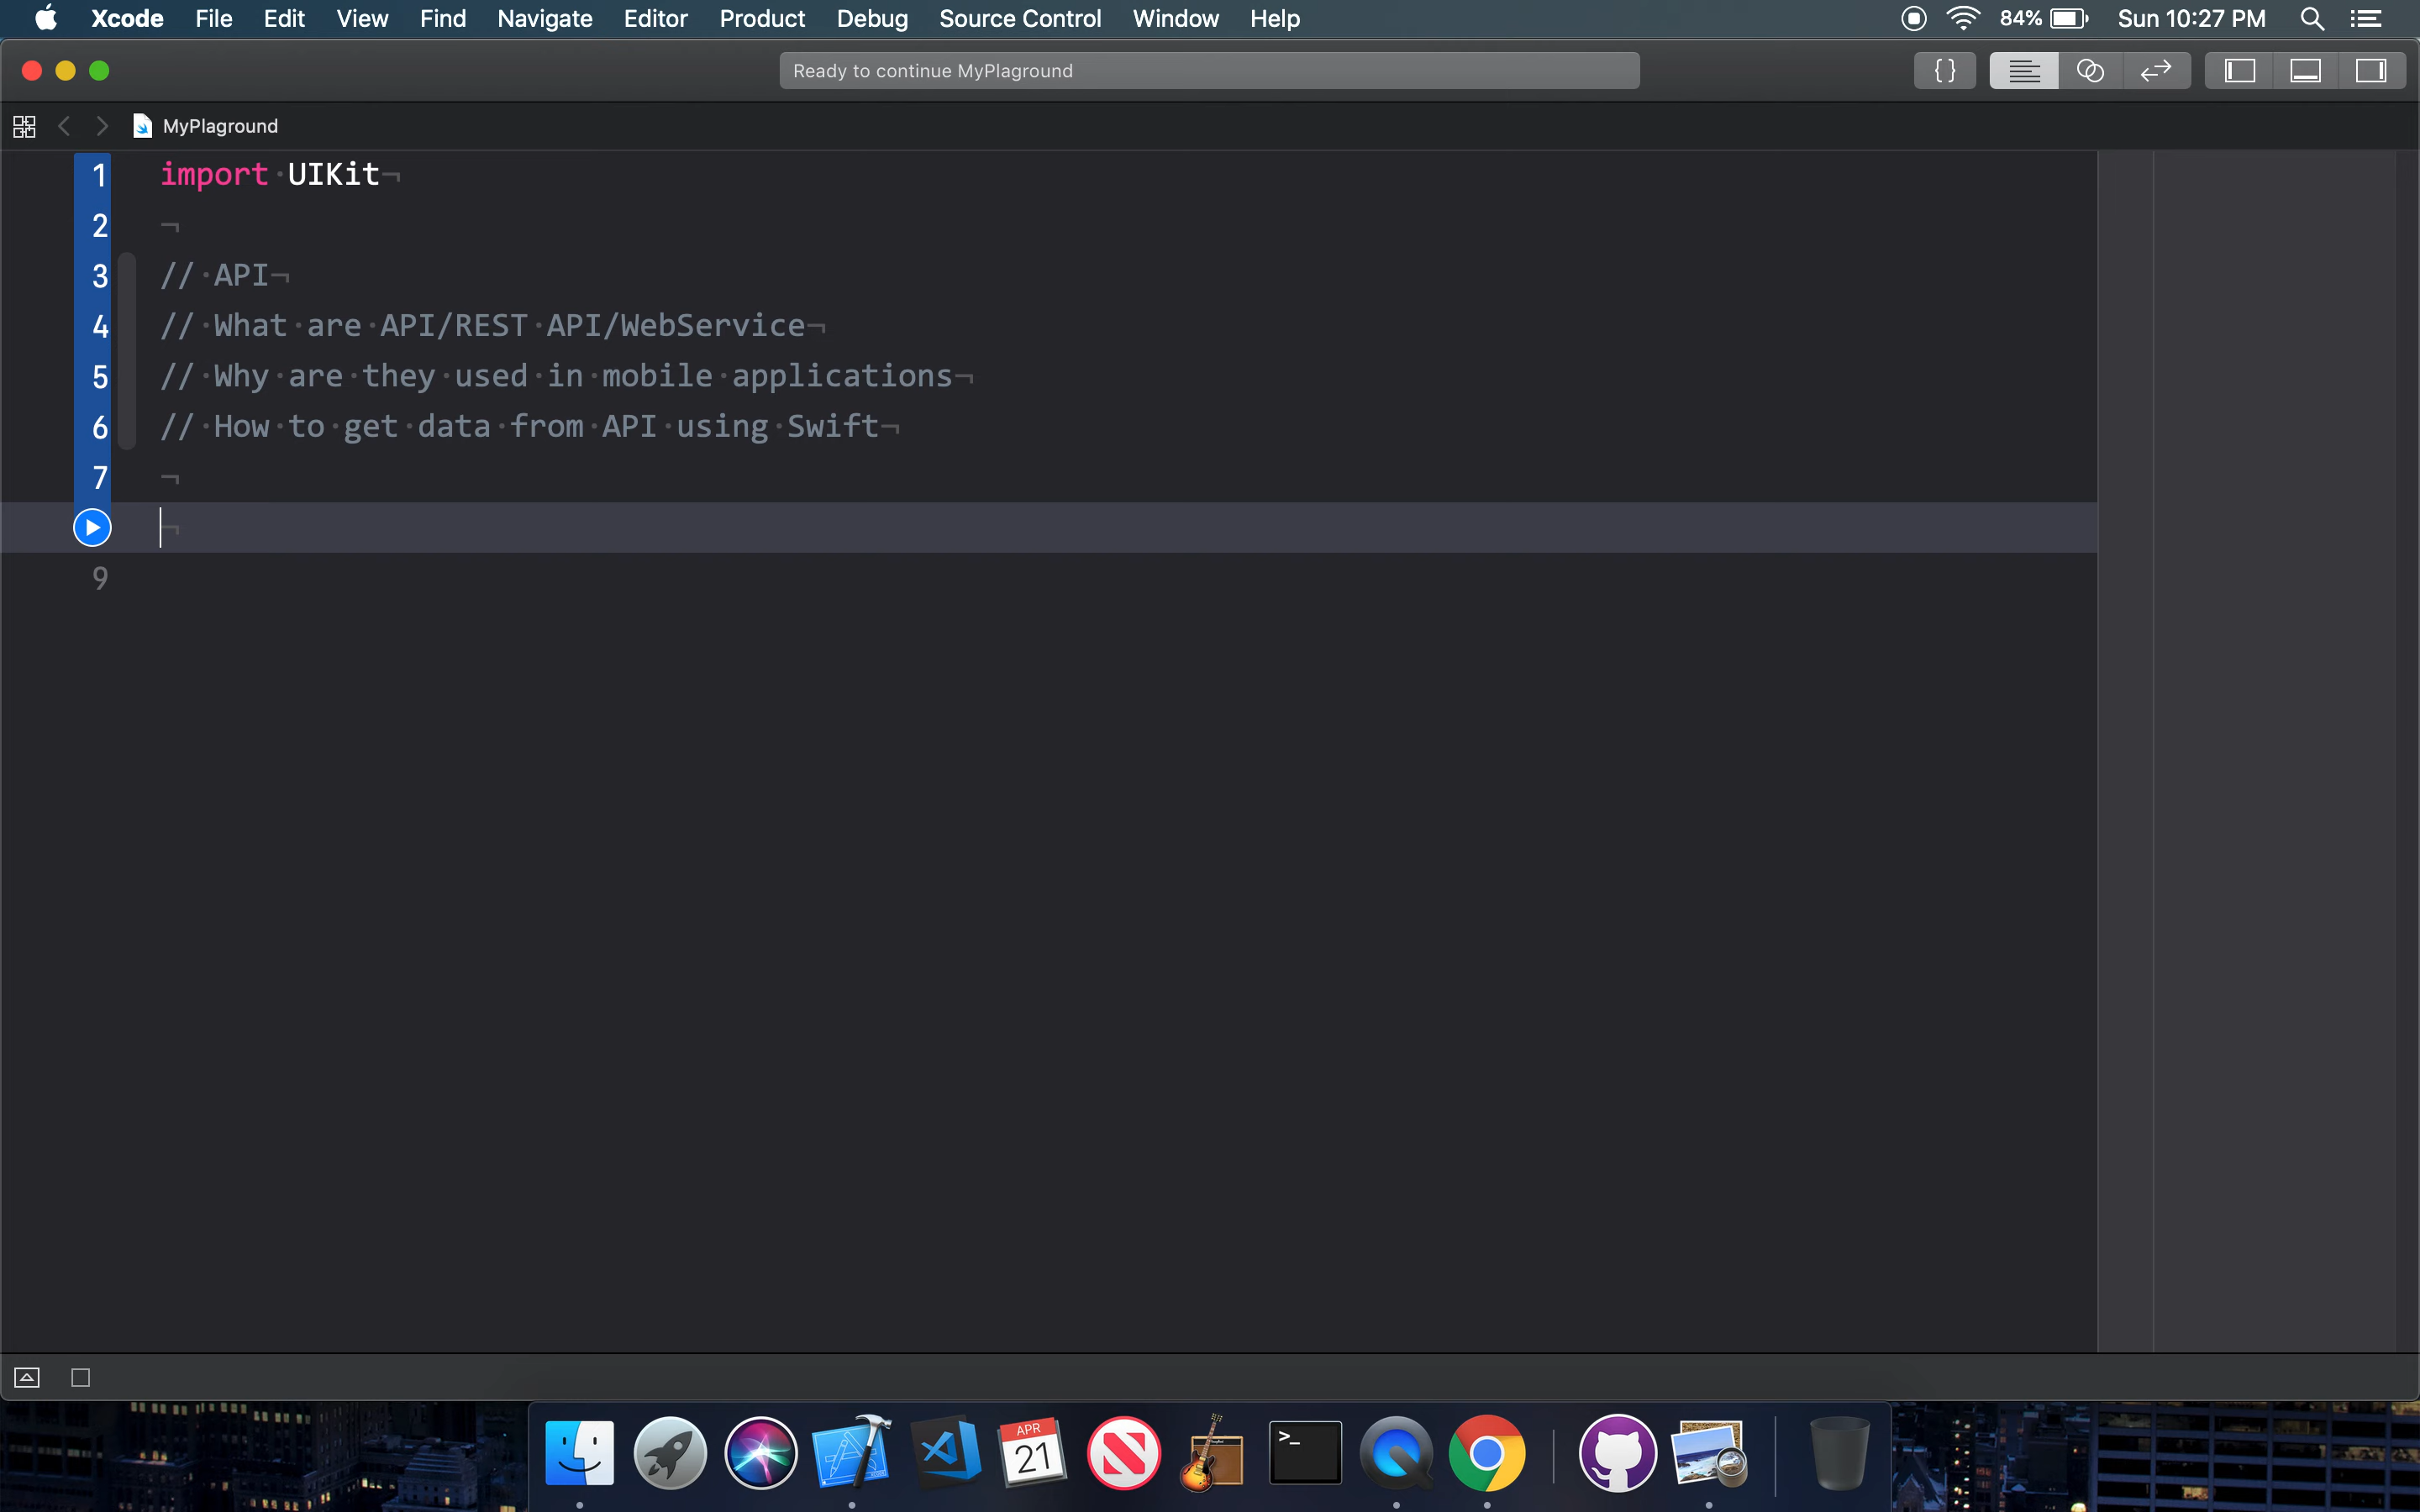 Xcode File Edit View Find Navigate Editor Product Debug Source Control Window Help 84% Sun 10:27 PM
Ready to continue MyPlaground { }
MyPlaground
1 import UIKit
2
3 // API
4 // What are API/REST API/WebService
5 // Why are they used in mobile applications
6 // How to get data from API using Swift
7
9
APR
21
>_